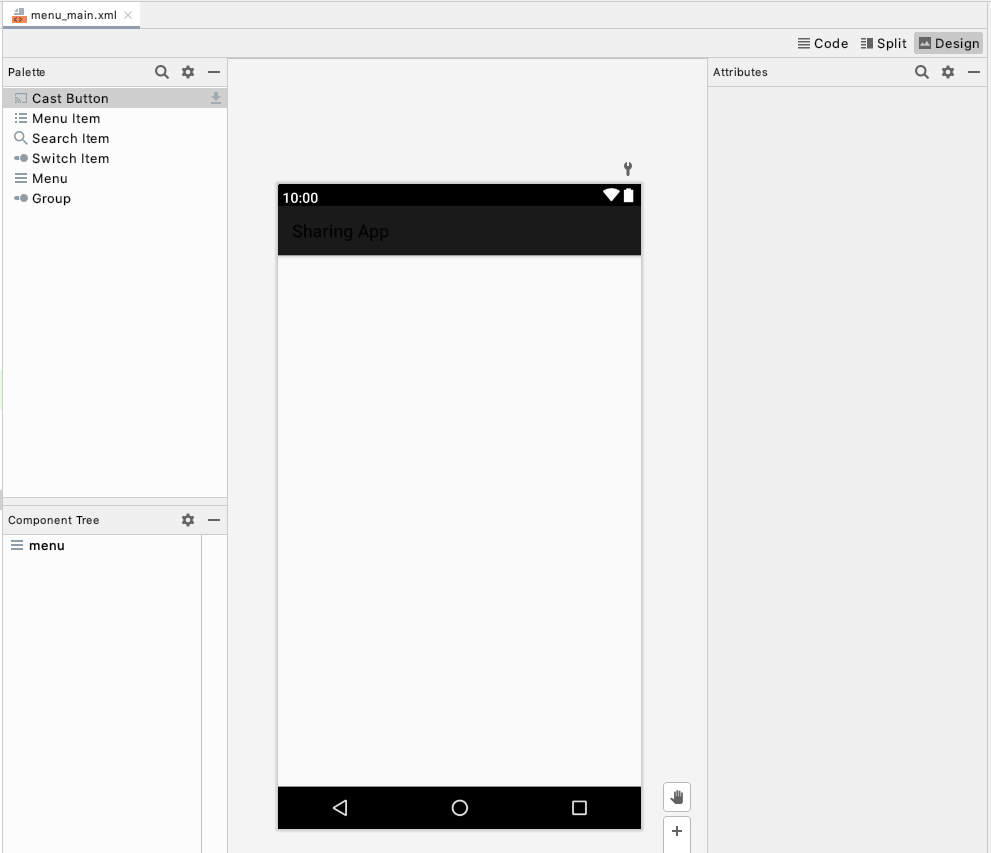 menu_main.xml
Code Split Design
Palette
Attributes
Cast Button
Menu Item
Search Item
Switch Item
Menu
Group
10:00
Sharing App
Component Tree
menu